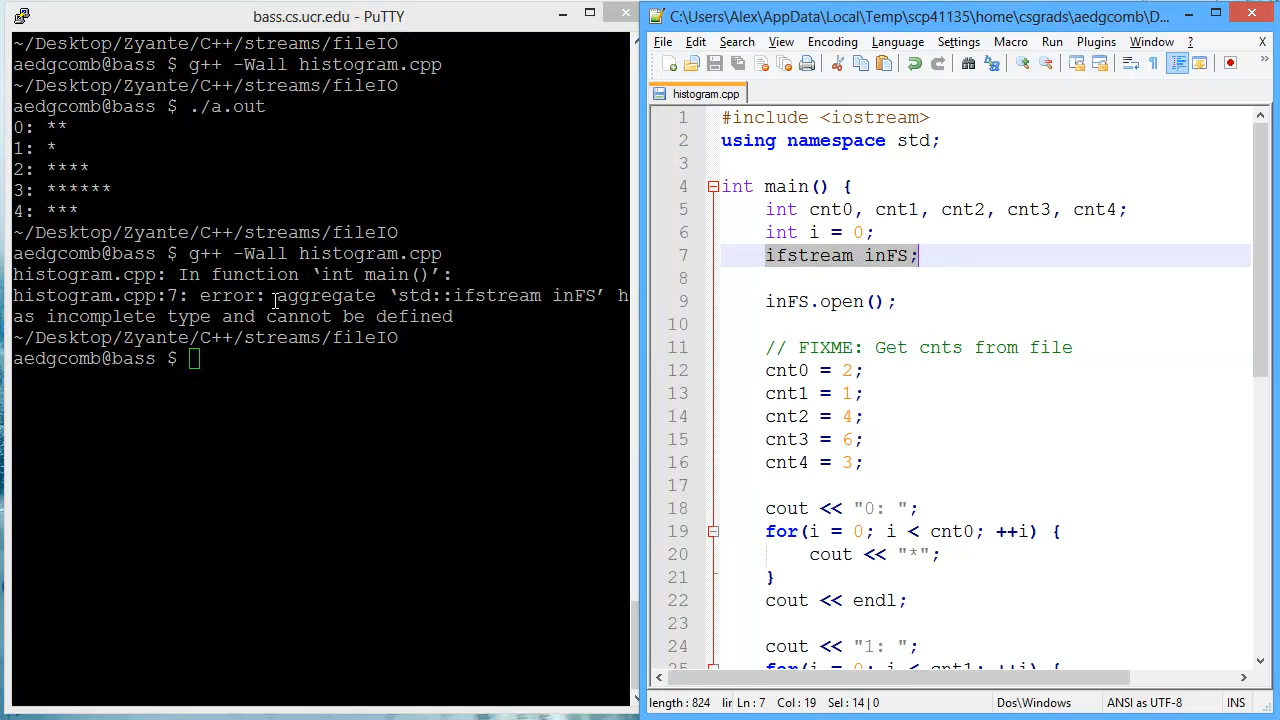 bass.cs.ucr.edu - PuTTY
~/Desktop/Zyante/C++/streams/fileIO
aedgcomb@bass $ g++ -Wall histogram.cpp
~/Desktop/Zyante/C++/streams/fileIO
aedgcomb@bass $ ./a.out
0: **
1: *
2: ****
3: ******
4: ***
~/Desktop/Zyante/C++/streams/fileIO
aedgcomb@bass $ g++ -Wall histogram.cpp
histogram.cpp: In function ‘int main()’:
histogram.cpp:7: error: aggregate ‘std::ifstream inFS’ h
as incomplete type and cannot be defined
~/Desktop/Zyante/C++/streams/fileIO
aedgcomb@bass $
C:\Users\Alex\AppData\Local\Temp\scp41135\home\csgrads\aedgcomb\D...
File Edit Search View Encoding Language Settings Macro Run Plugins Window ? X
histogram.cpp
1 #include <iostream>
2 using namespace std;
3
4 int main() {
5 int cnt0, cnt1, cnt2, cnt3, cnt4;
6 int i = 0;
7 ifstream inFS;
8
9 inFS.open();
10
11 // FIXME: Get cnts from file
12 cnt0 = 2;
13 cnt1 = 1;
14 cnt2 = 4;
15 cnt3 = 6;
16 cnt4 = 3;
17
18 cout << "0: ";
19 for(i = 0; i < cnt0; ++i) {
20 cout << "*";
21 }
22 cout << endl;
23
24 cout << "1: ";
25 for(i = 0; i < cnt1; ++i) {
length : 824 lir Ln : 7 Col : 19 Sel : 14 | 0 Dos\Windows ANSI as UTF-8 INS